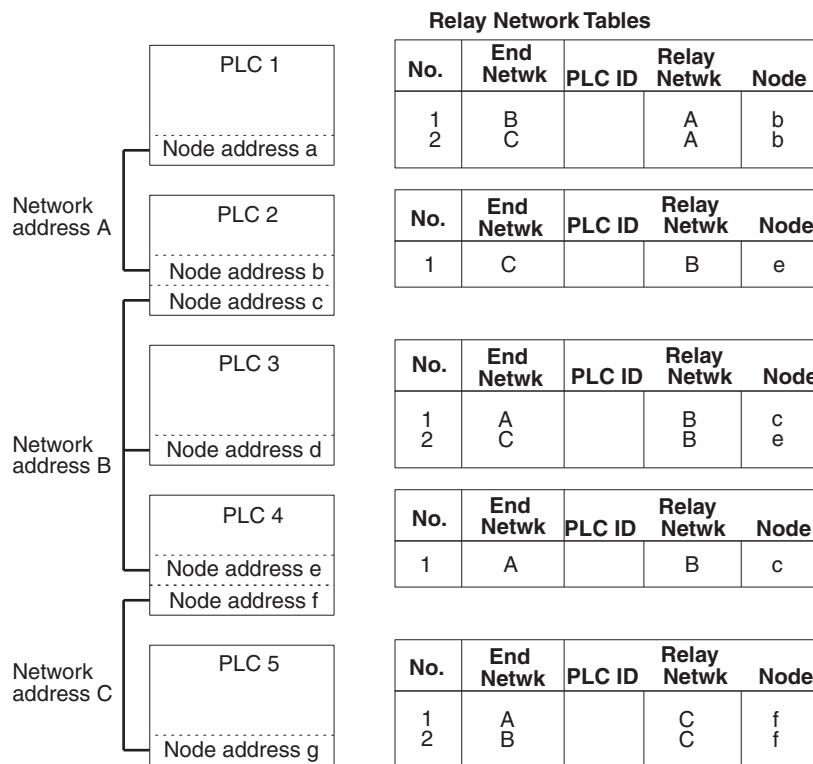 Relay Network Tables
PLC 1
Node address a
Network
address A
PLC 2
Node address b
Node address c
PLC 3
Network
address B
Node address d
PLC 4
Node address e
Node address f
Network
address C
PLC 5
Node address g
No. End Netwk PLC ID Relay Netwk Node
1 B A b
2 C A b
No. End Netwk PLC ID Relay Netwk Node
1 C B e
No. End Netwk PLC ID Relay Netwk Node
1 A B c
2 C B e
No. End Netwk PLC ID Relay Netwk Node
1 A B c
No. End Netwk PLC ID Relay Netwk Node
1 A C f
2 B C f